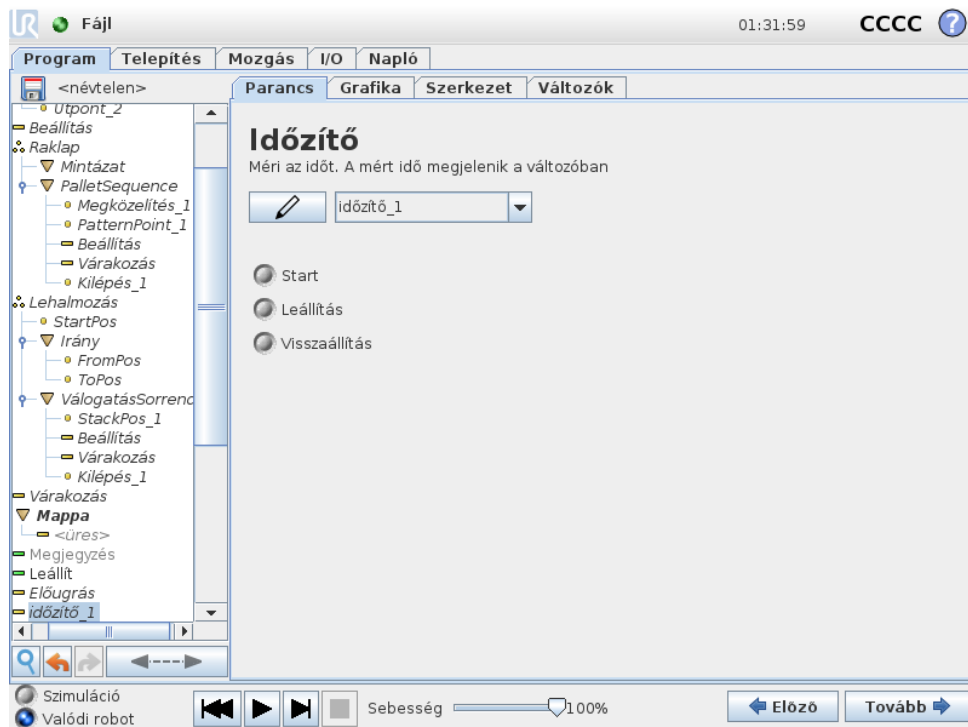 UR Fájl 01:31:59 CCCC ?
Program Telepítés Mozgás I/O Napló
<névtelen>
Parancs Grafika Szerkezet Változók
Útpont_2
Beállítás
Raklap
Mintázat
PalletSequence
Megközelítés_1
PatternPoint_1
Beállítás
Várakozás
Kilépés_1
Lehalmozás
StartPos
Irány
FromPos
ToPos
VálogatásSorrend
StackPos_1
Beállítás
Várakozás
Kilépés_1
Várakozás
Mappa
<üres>
Megjegyzés
Leállít
Előugrás
időzítő_1
Időzítő
Méri az időt. A mért idő megjelenik a változóban
időzítő_1
Start
Leállítás
Visszaállítás
Szimuláció
Valódi robot
Sebesség 100%
Előző
Tovább